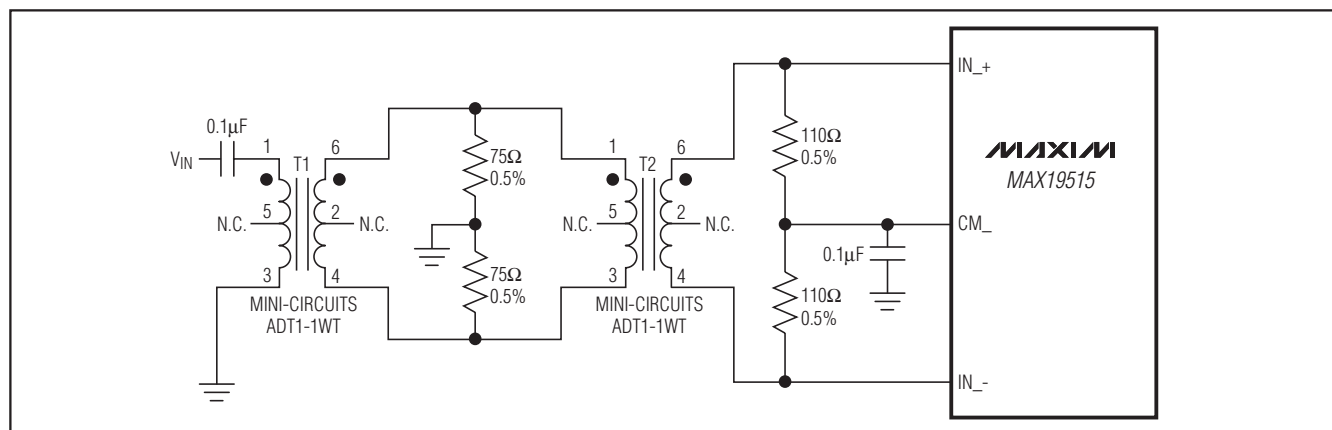 IN_+
0.1μF
1
6
T1
VIN
75Ω
0.5%
1
6
T2
110Ω
0.5%
MAXIM
MAX19515
5
2
N.C.
N.C.
5
2
N.C.
N.C.
CM_
0.1μF
3
4
75Ω
0.5%
3
4
110Ω
0.5%
MINI-CIRCUITS
ADT1-1WT
MINI-CIRCUITS
ADT1-1WT
IN_-